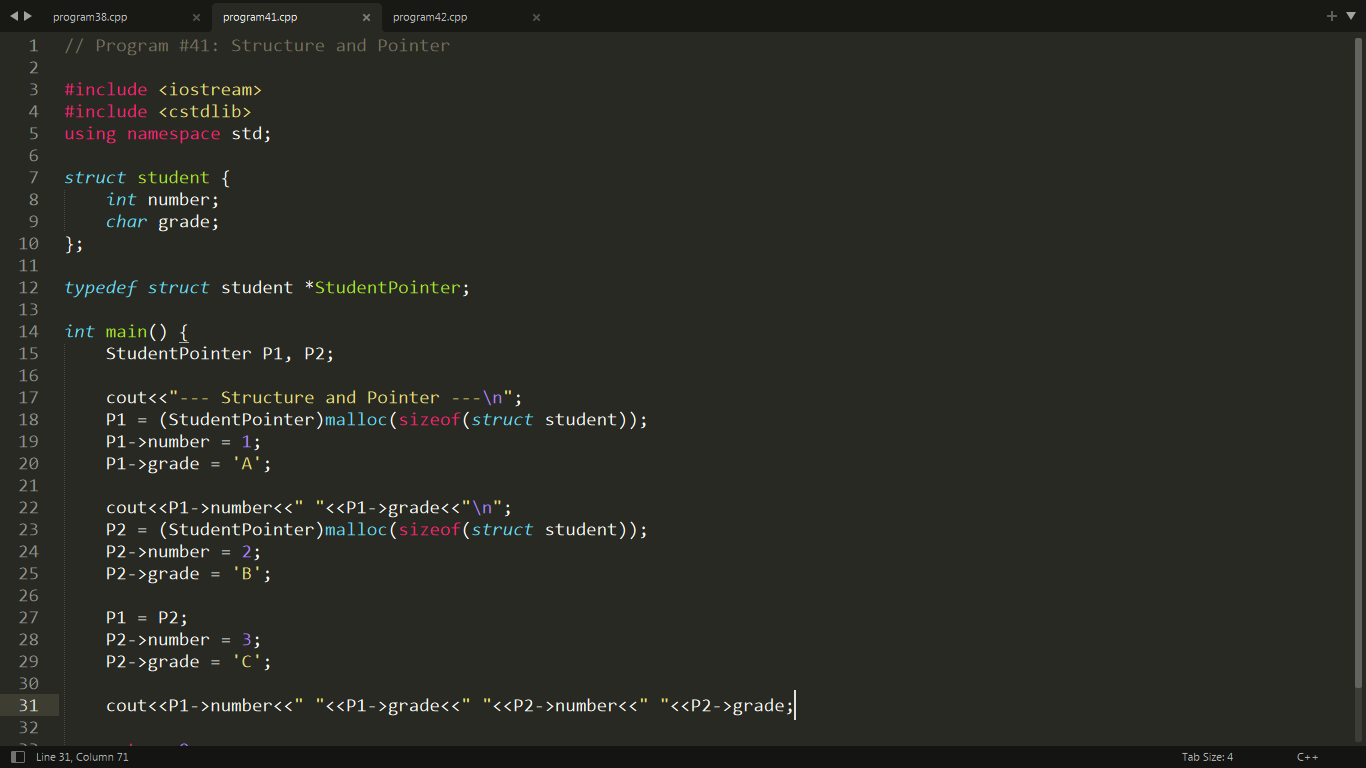 program38.cpp × program41.cpp × program42.cpp × +
1 // Program #41: Structure and Pointer
2
3 #include <iostream>
4 #include <cstdlib>
5 using namespace std;
6
7 struct student {
8 int number;
9 char grade;
10 };
11
12 typedef struct student *StudentPointer;
13
14 int main() {
15 StudentPointer P1, P2;
16
17 cout<<"--- Structure and Pointer ---\n";
18 P1 = (StudentPointer)malloc(sizeof(struct student));
19 P1->number = 1;
20 P1->grade = 'A';
21
22 cout<<P1->number<<" "<<P1->grade<<"\n";
23 P2 = (StudentPointer)malloc(sizeof(struct student));
24 P2->number = 2;
25 P2->grade = 'B';
26
27 P1 = P2;
28 P2->number = 3;
29 P2->grade = 'C';
30
31 cout<<P1->number<<" "<<P1->grade<<" "<<P2->number<<" "<<P2->grade;
32
Line 31, Column 71 Tab Size: 4 C++